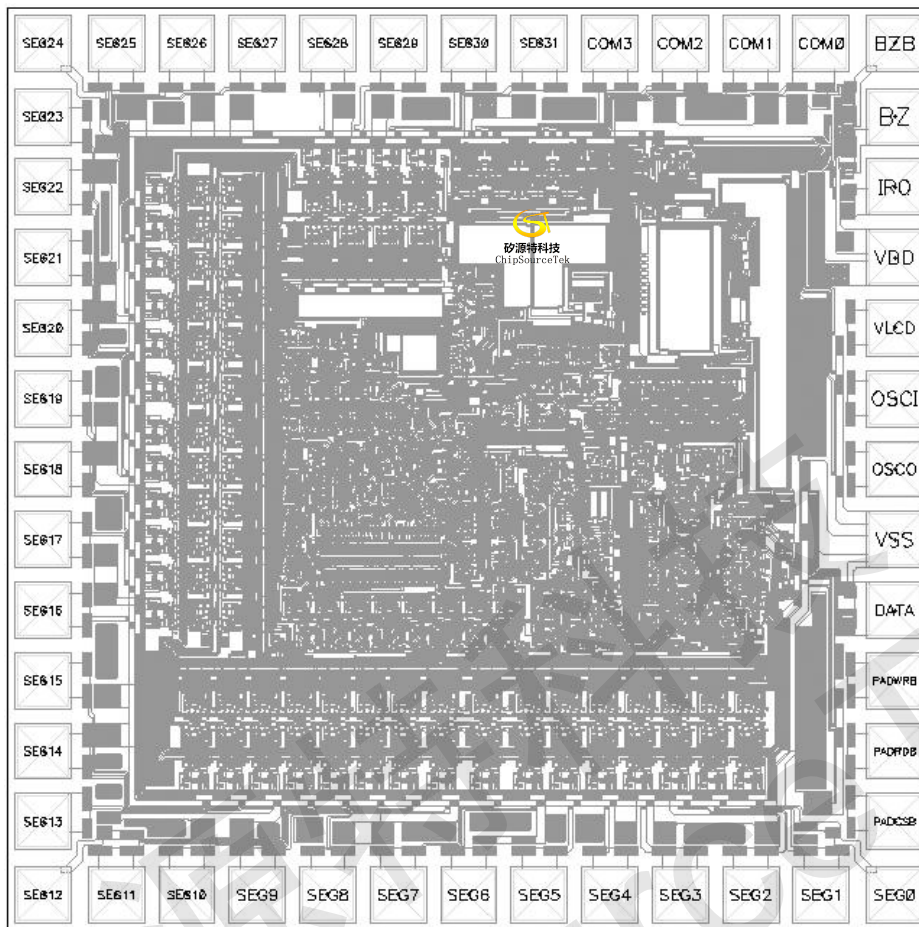 SEG24 SEG25 SEG26 SEG27 SEG28 SEG29 SEG30 SEG31 COM3 COM2 COM1 COM0 BZB
SEG23 BZ
SEG22 IRQ
矽源特科技
SEG21 ChipSourceTek VDD
SEG20 VLCD
SEG19 OSCI
SEG18 OSCO
SEG17 VSS
SEG16 DATA
SEG15 PADWRB
SEG14 PADRDB
SEG13 PADCSB
SEG12 SEG11 SEG10 SEG9 SEG8 SEG7 SEG6 SEG5 SEG4 SEG3 SEG2 SEG1 SEG0